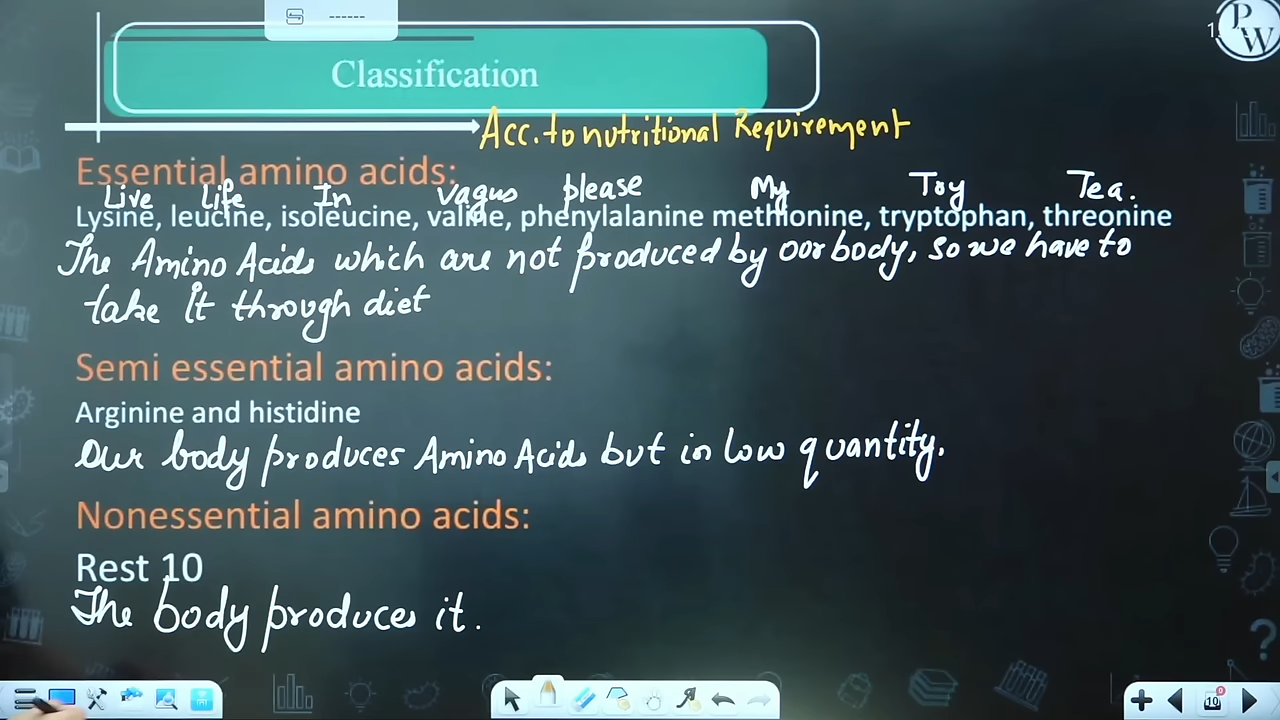 ------
P
W
Classification
Acc. to nutritional Requirement
Essential amino acids:
Live life In vagus please My Toy Tea.
Lysine, leucine, isoleucine, valine, phenylalanine methionine, tryptophan, threonine
The Amino Acids which are not produced by oor body, so we have to
take it through diet
Semi essential amino acids:
Arginine and histidine
Our body produces Amino Acids but in low quantity.
Nonessential amino acids:
Rest 10
The body produces it.
10